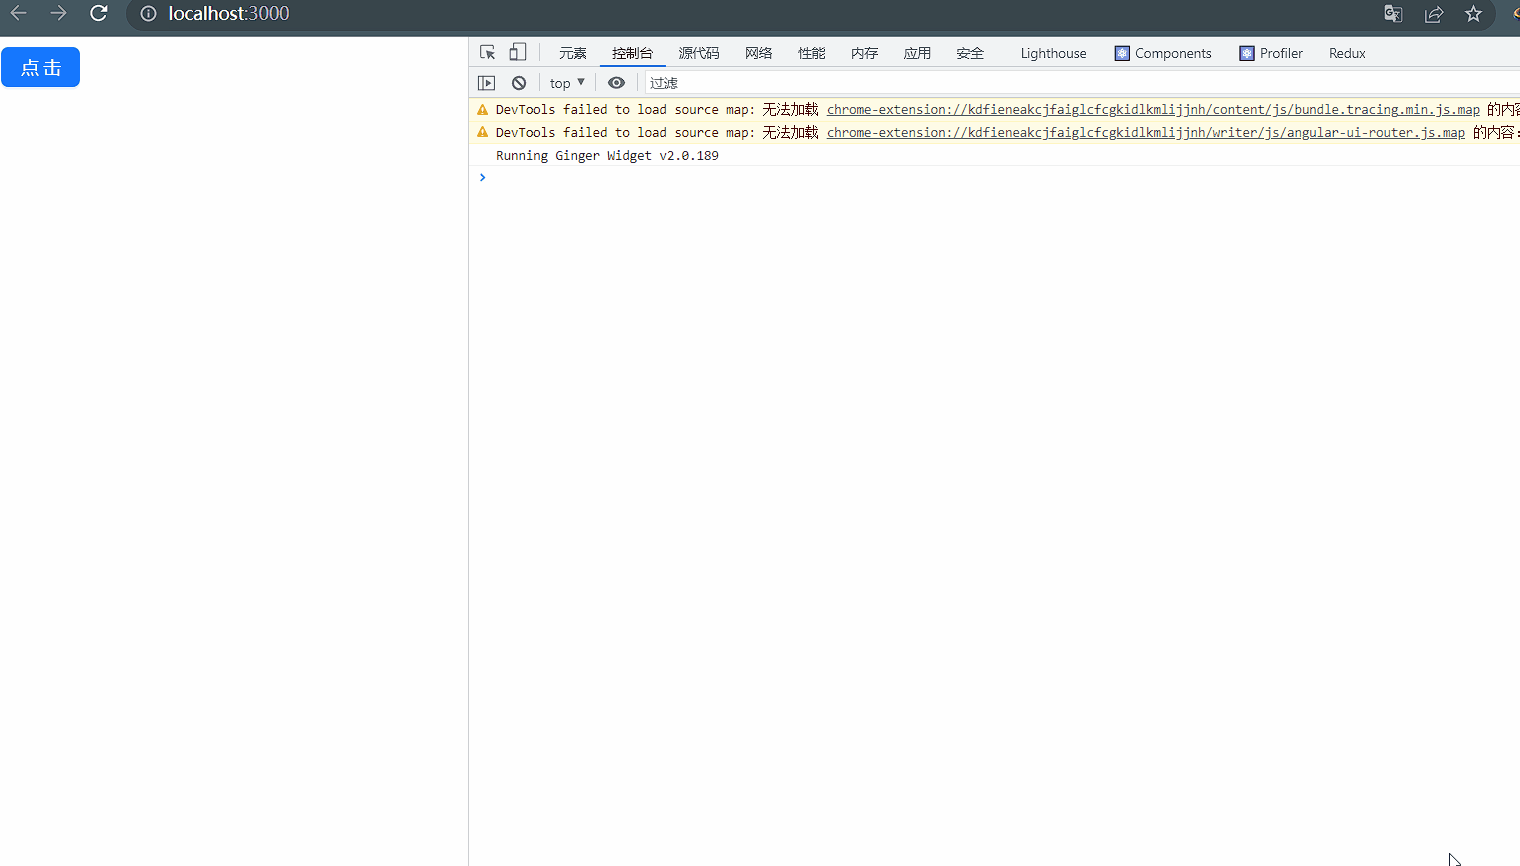 localhost:3000
点击
元素 控制台 源代码 网络 性能 内存 应用 安全 Lighthouse Components Profiler Redux
top 过滤
DevTools failed to load source map: 无法加载 chrome-extension://kdfieneakcjfaiglcfcgkidlkmlijjnh/content/js/bundle.tracing.min.js.map 的内容
DevTools failed to load source map: 无法加载 chrome-extension://kdfieneakcjfaiglcfcgkidlkmlijjnh/writer/js/angular-ui-router.js.map 的内容:
Running Ginger Widget v2.0.189